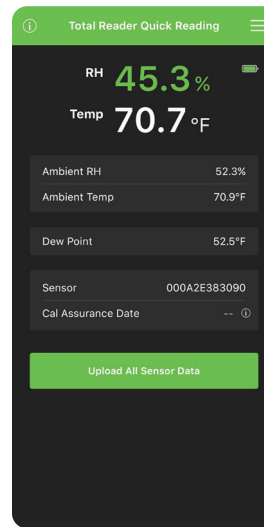 Total Reader Quick Reading
RH 45.3%
Temp 70.7°F
Ambient RH 52.3%
Ambient Temp 70.9°F
Dew Point 52.5°F
Sensor 000A2E383090
Cal Assurance Date --
Upload All Sensor Data